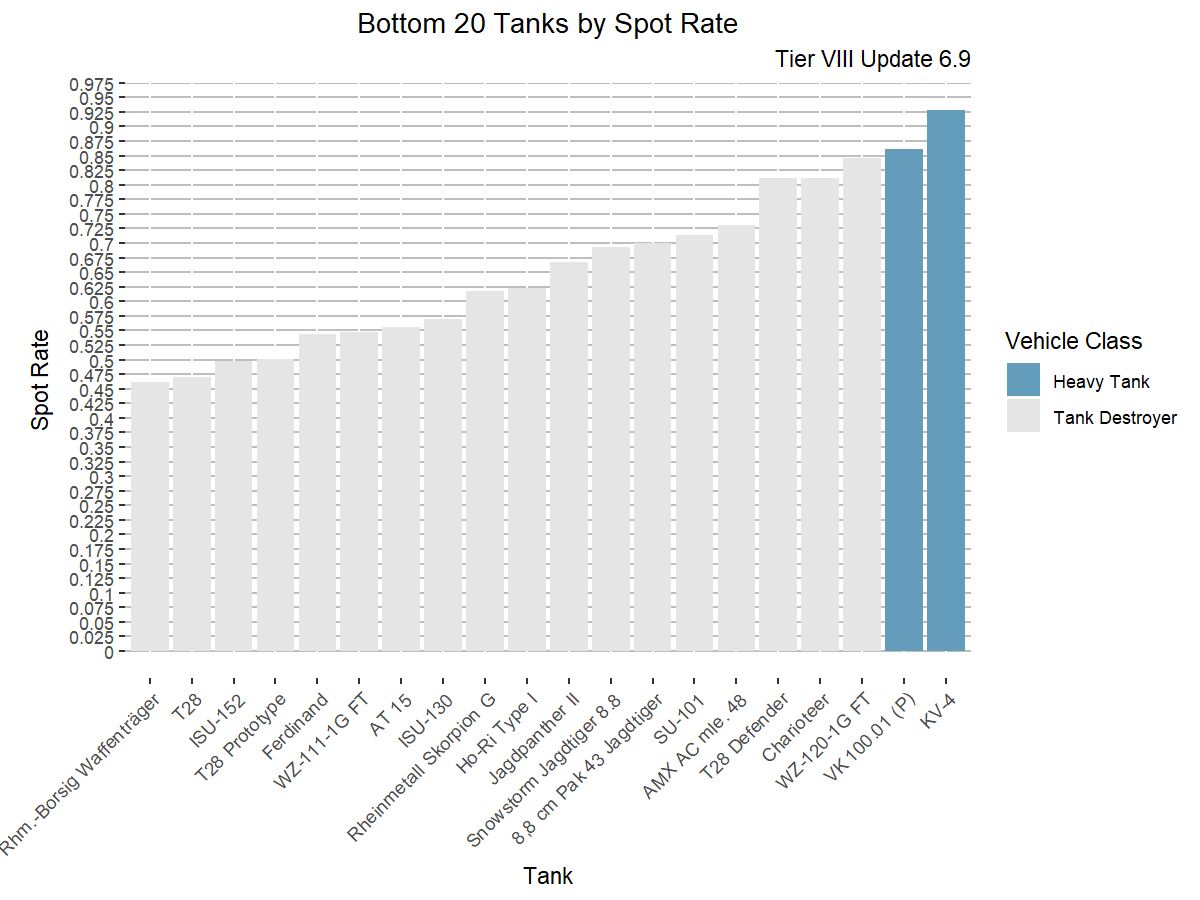 Bottom 20 Tanks by Spot Rate
Tier VIII Update 6.9
0.975
0.95
0.925
0.9
0.875
0.85
0.825
0.8
0.775
0.75
0.725
0.7
0.675
0.65
0.625
0.6
0.575
0.55
0.525
0.5
0.475
0.45
0.425
0.4
0.375
0.35
0.325
0.3
0.275
0.25
0.225
0.2
0.175
0.15
0.125
0.1
0.075
0.05
0.025
0
Spot Rate
Rhm.-Borsig Waffenträger
T28
ISU-152
T28 Prototype
Ferdinand
WZ-111-1G FT
AT 15
ISU-130
Rheinmetall Skorpion G
Ho-Ri Type I
Jagdpanther II
Snowstorm Jagdtiger 8.8
8,8 cm Pak 43 Jagdtiger
SU-101
AMX AC mle. 48
T28 Defender
Charioteer
WZ-120-1G FT
VK 100.01 (P)
KV-4
Tank
Vehicle Class
Heavy Tank
Tank Destroyer